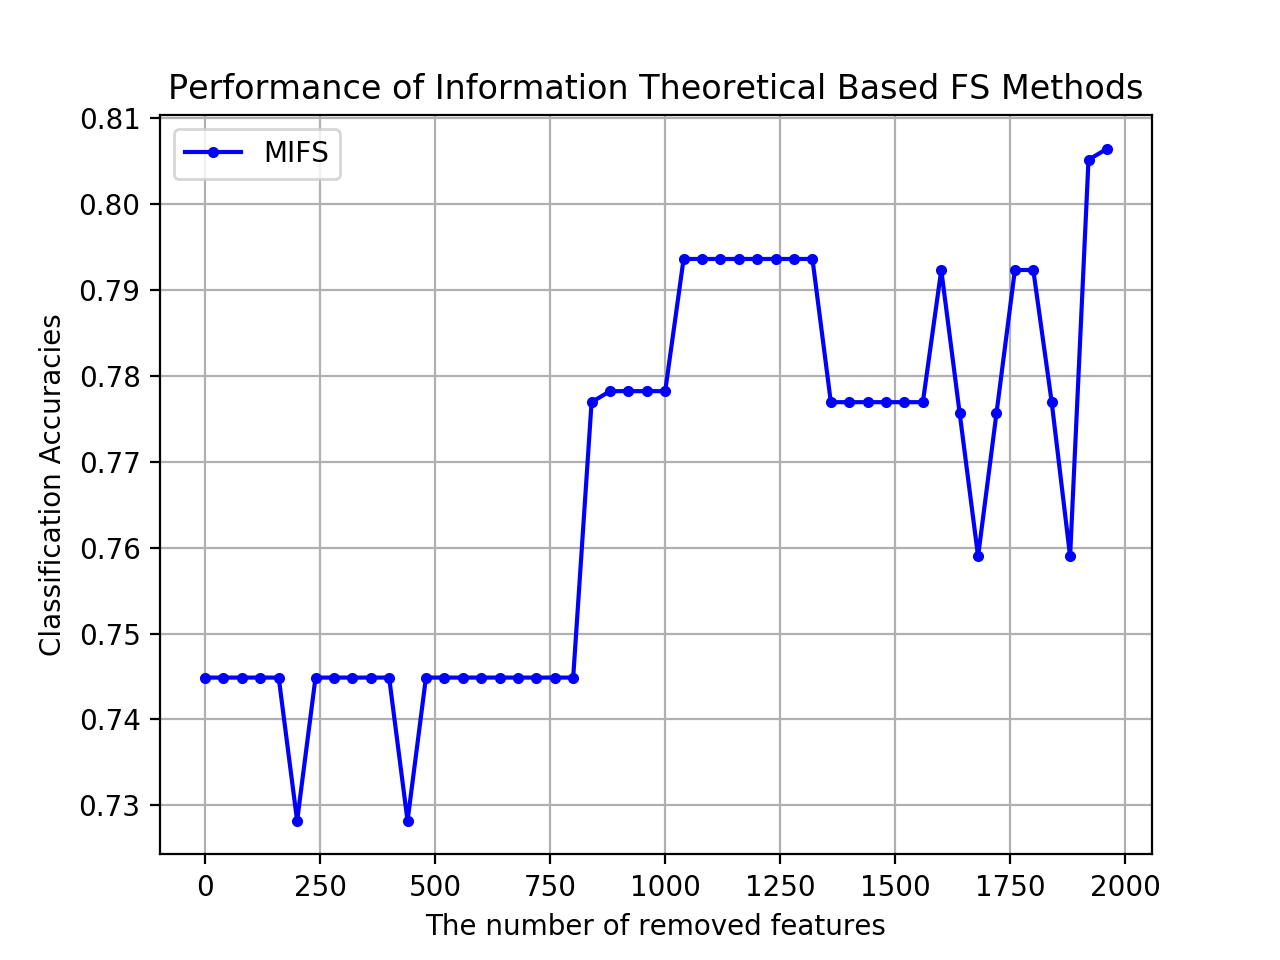 Performance of Information Theoretical Based FS Methods
MIFS
Classification Accuracies
0.81
0.80
0.79
0.78
0.77
0.76
0.75
0.74
0.73
0 250 500 750 1000 1250 1500 1750 2000
The number of removed features